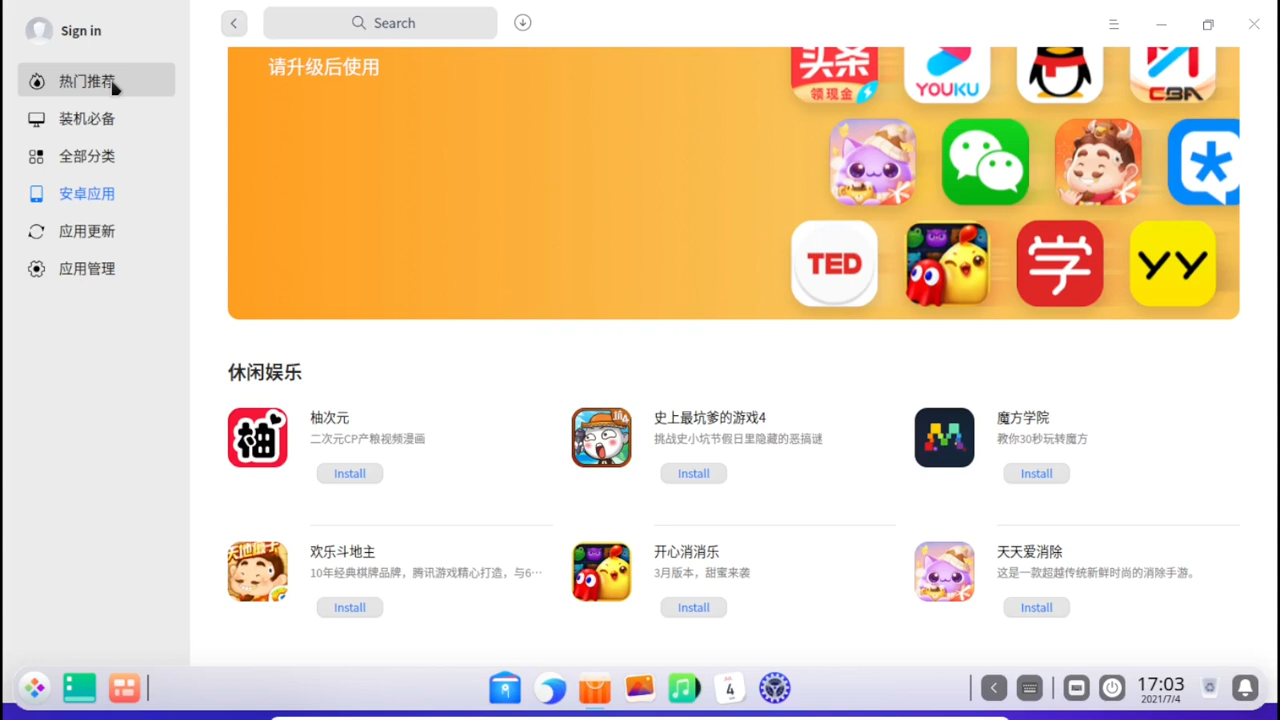 Sign in
Search
热门推荐
装机必备
全部分类
安卓应用
应用更新
应用管理
请升级后使用
头条
领现金
YOUKU
CBA
TED
学
YY
休闲娱乐
柚
柚次元
二次元CP产粮视频漫画
Install
史上最坑爹的游戏4
挑战史小坑节假日里隐藏的恶搞谜
Install
魔方学院
教你30秒玩转魔方
Install
欢乐斗地主
10年经典棋牌品牌，腾讯游戏精心打造，与6…
Install
开心消消乐
3月版本，甜蜜来袭
Install
天天爱消除
这是一款超越传统新鲜时尚的消除手游。
Install
4
17:03
2021/7/4